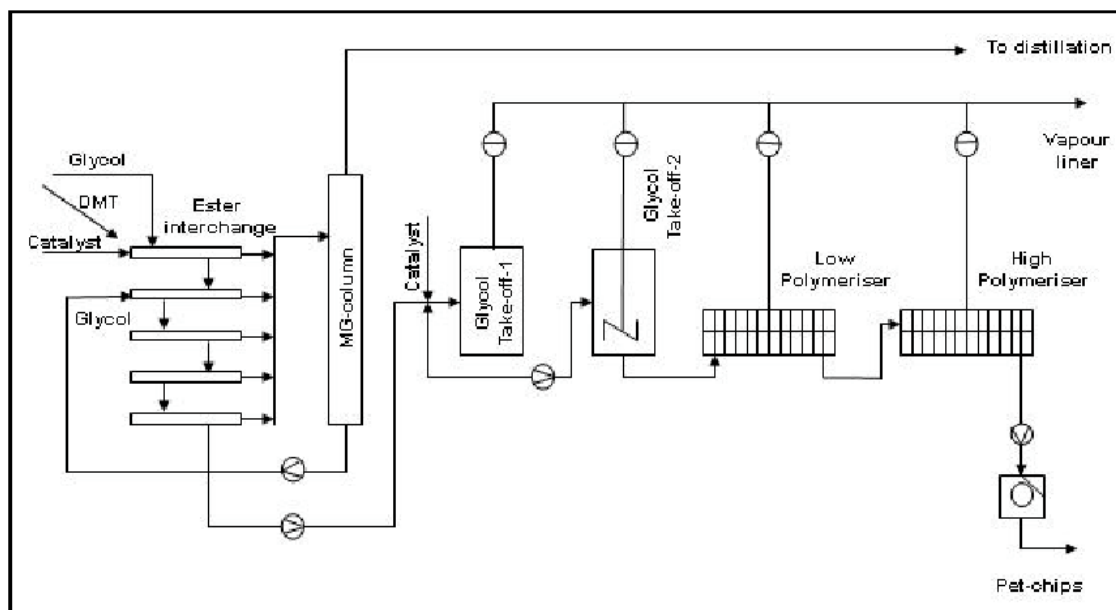 To distillation
Vapour
liner
Glycol
DMT
Ester
interchange
Catalyst
Glycol
MG-column
Catalyst
Glycol
Take-off-1
Glycol
Take-off-2
Low
Polymeriser
High
Polymeriser
Pet-chips